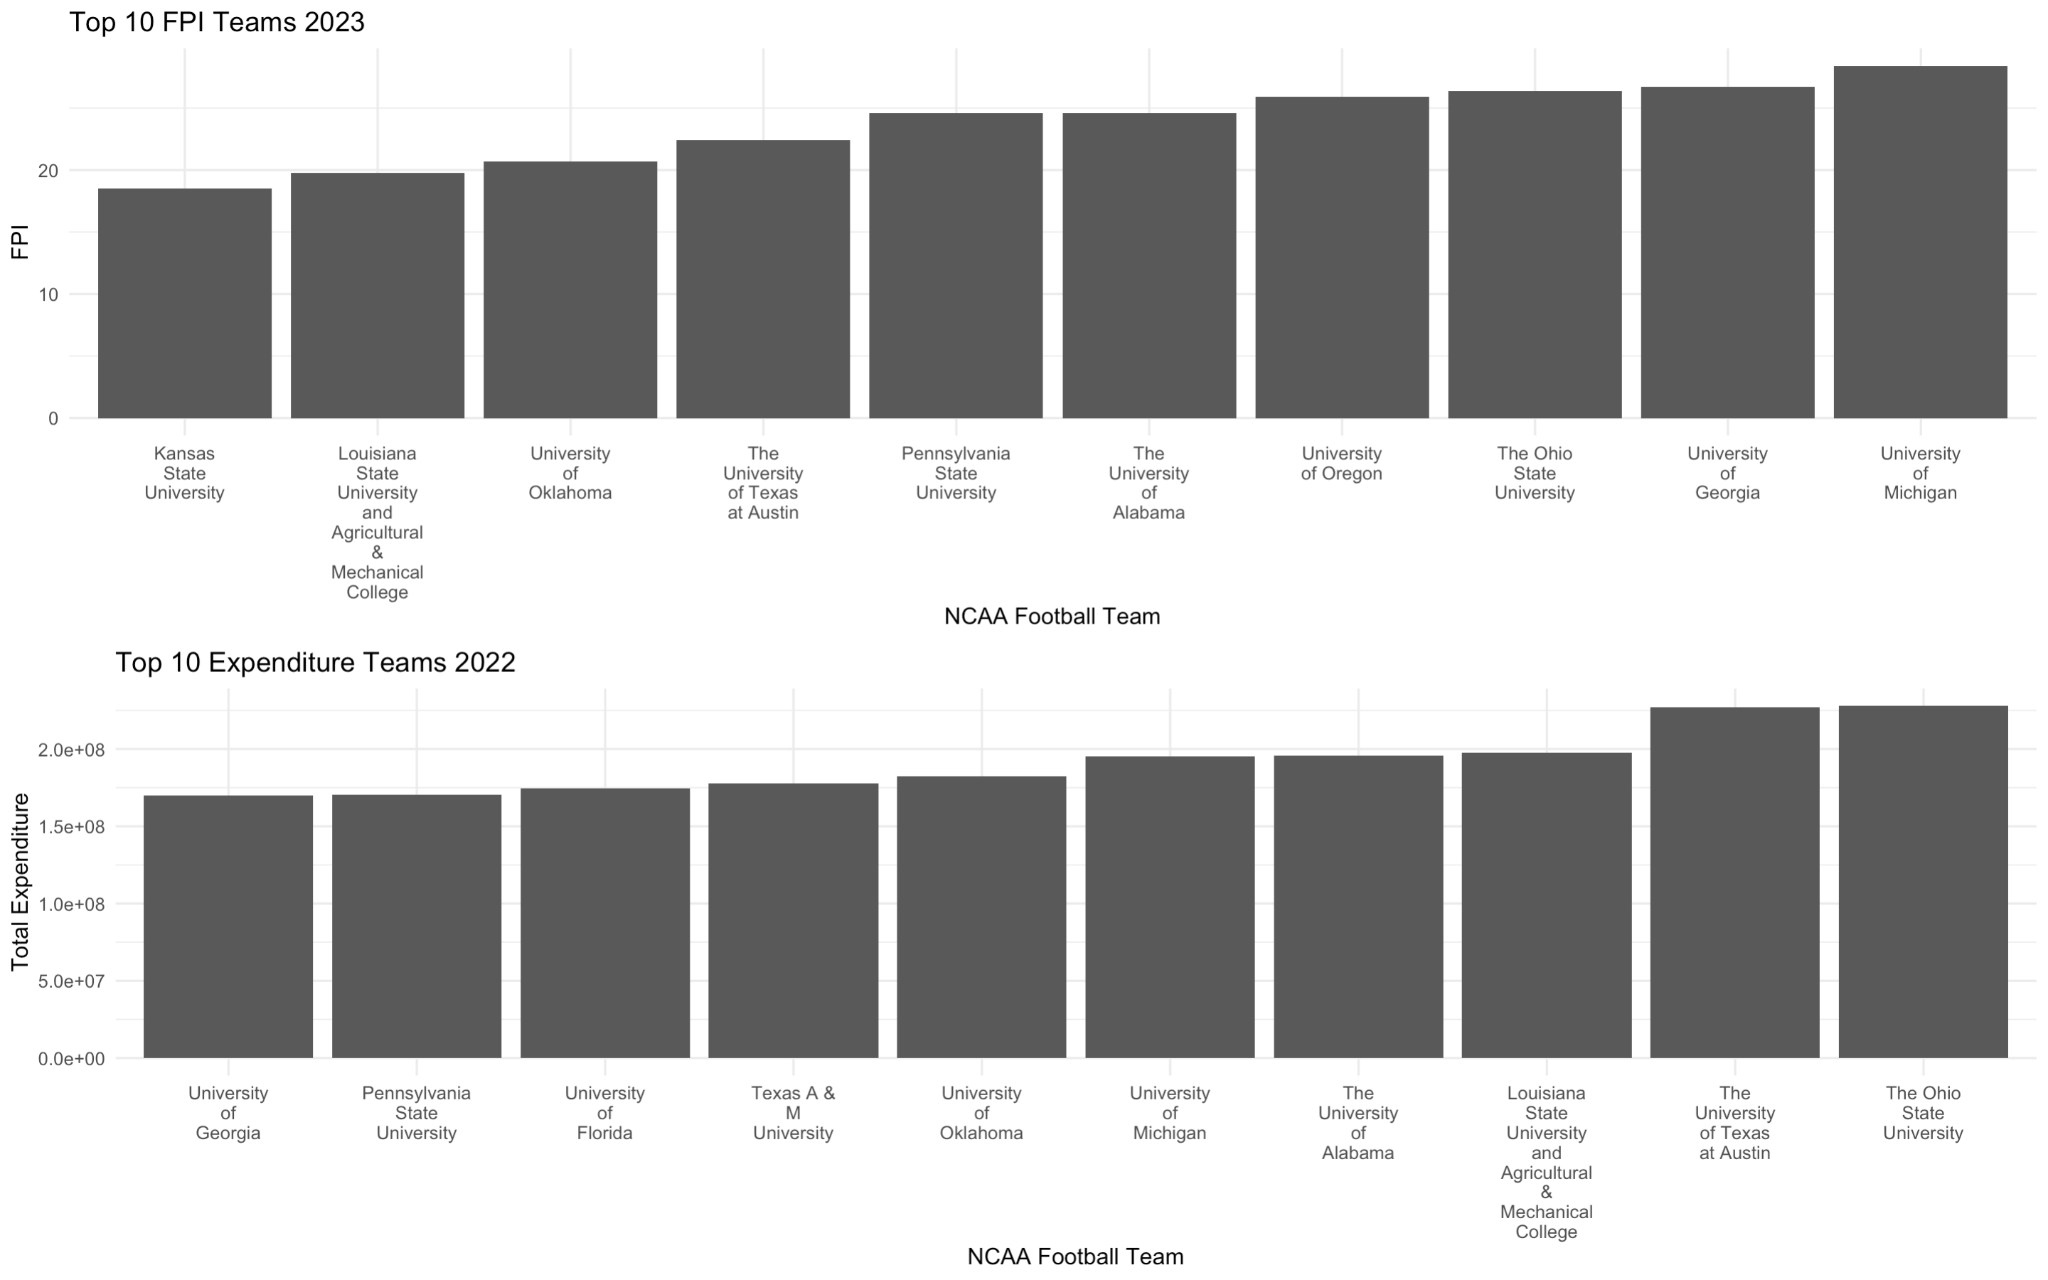 Top 10 FPI Teams 2023
FPI
20
10
0
Kansas
State
University
Louisiana
State
University
and
Agricultural
&
Mechanical
College
University
of
Oklahoma
The
University
of Texas
at Austin
Pennsylvania
State
University
The
University
of
Alabama
University
of Oregon
The Ohio
State
University
University
of
Georgia
University
of
Michigan
NCAA Football Team
Top 10 Expenditure Teams 2022
Total Expenditure
2.0e+08
1.5e+08
1.0e+08
5.0e+07
0.0e+00
University
of
Georgia
Pennsylvania
State
University
University
of
Florida
Texas A &
M
University
University
of
Oklahoma
University
of
Michigan
The
University
of
Alabama
Louisiana
State
University
and
Agricultural
&
Mechanical
College
The
University
of Texas
at Austin
The Ohio
State
University
NCAA Football Team